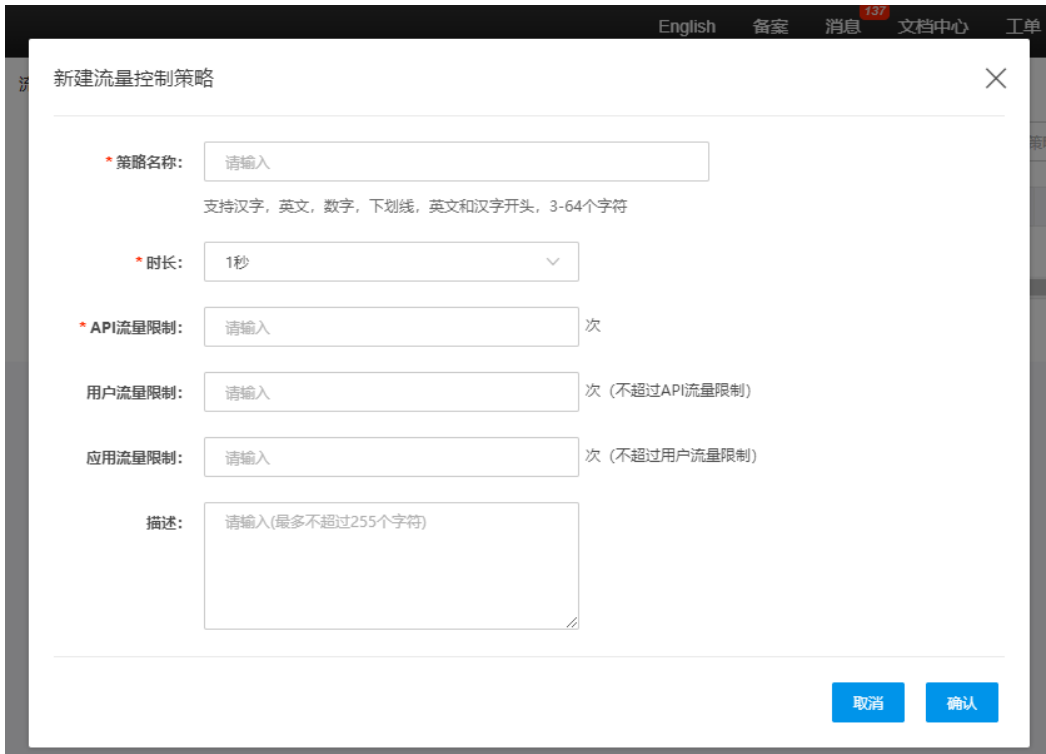 English 备案 消息 137 文档中心 工单
新建流量控制策略
* 策略名称： 请输入
支持汉字，英文，数字，下划线，英文和汉字开头，3-64个字符
* 时长： 1秒
* API流量限制： 请输入 次
用户流量限制： 请输入 次（不超过API流量限制）
应用流量限制： 请输入 次（不超过用户流量限制）
描述： 请输入(最多不超过255个字符)
取消 确认